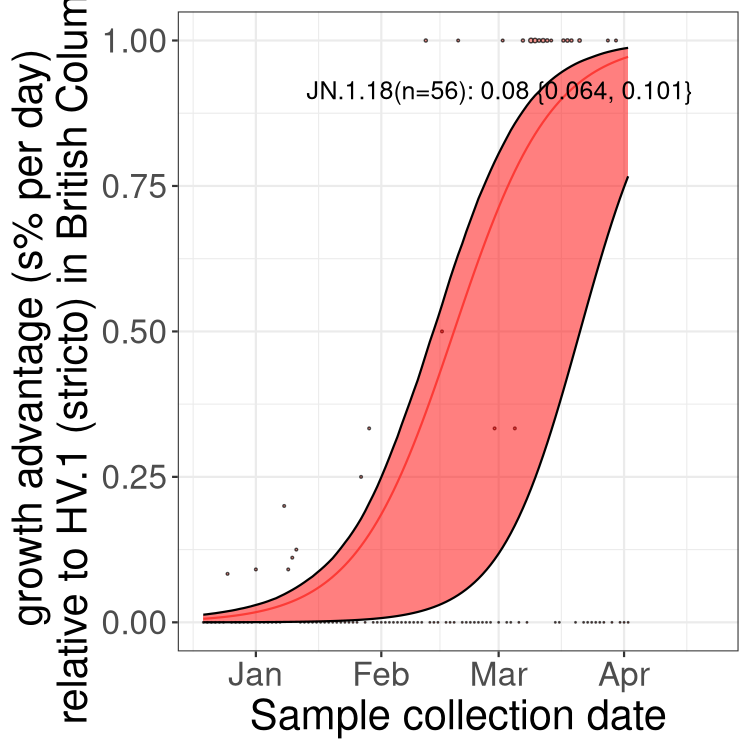 growth advantage (s% per day)
relative to HV.1 (stricto) in British Colum
1.00
0.75
0.50
0.25
0.00
JN.1.18(n=56): 0.08 {0.064, 0.101}
Jan Feb Mar Apr
Sample collection date